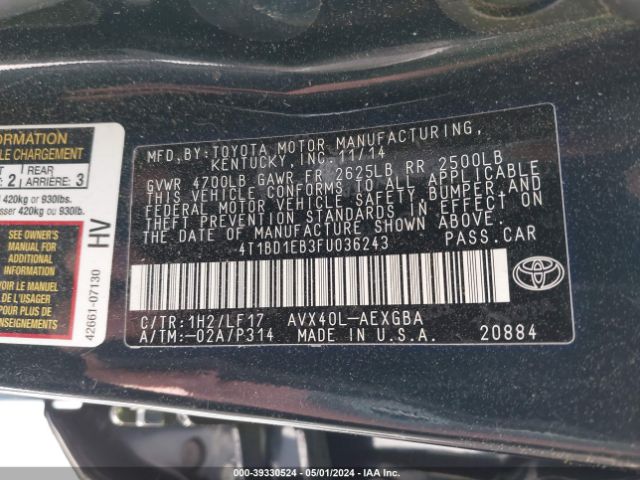 ORMATION
LE CHARGEMENT
2 REAR
ARRIÈRE: 3
420kg or 930lbs.
sser 420kg ou 930lb.
SEE OWNER'S
MANUAL FOR
ADDITIONAL
INFORMATION
VOIR LE MANUEL
DE L'USAGER
POUR PLUS DE
RENSEIGNEMENTS
HV
42661-07130
MFD. BY: TOYOTA MOTOR MANUFACTURING,
KENTUCKY, INC. 11/14
GVWR 4700LB GAWR FR 2625LB RR 2500LB
THIS VEHICLE CONFORMS TO ALL APPLICABLE
FEDERAL MOTOR VEHICLE SAFETY, BUMPER, AND
THEFT PREVENTION STANDARDS IN EFFECT ON
THE DATE OF MANUFACTURE SHOWN ABOVE.
4T1BD1EB3FU036243 PASS. CAR
C/TR: 1H2/LF17 AVX40L-AEXGBA
A/TM: -02A/P314 MADE IN U.S.A. 20884
000-39330524 | 05/01/2024 | IAA Inc.